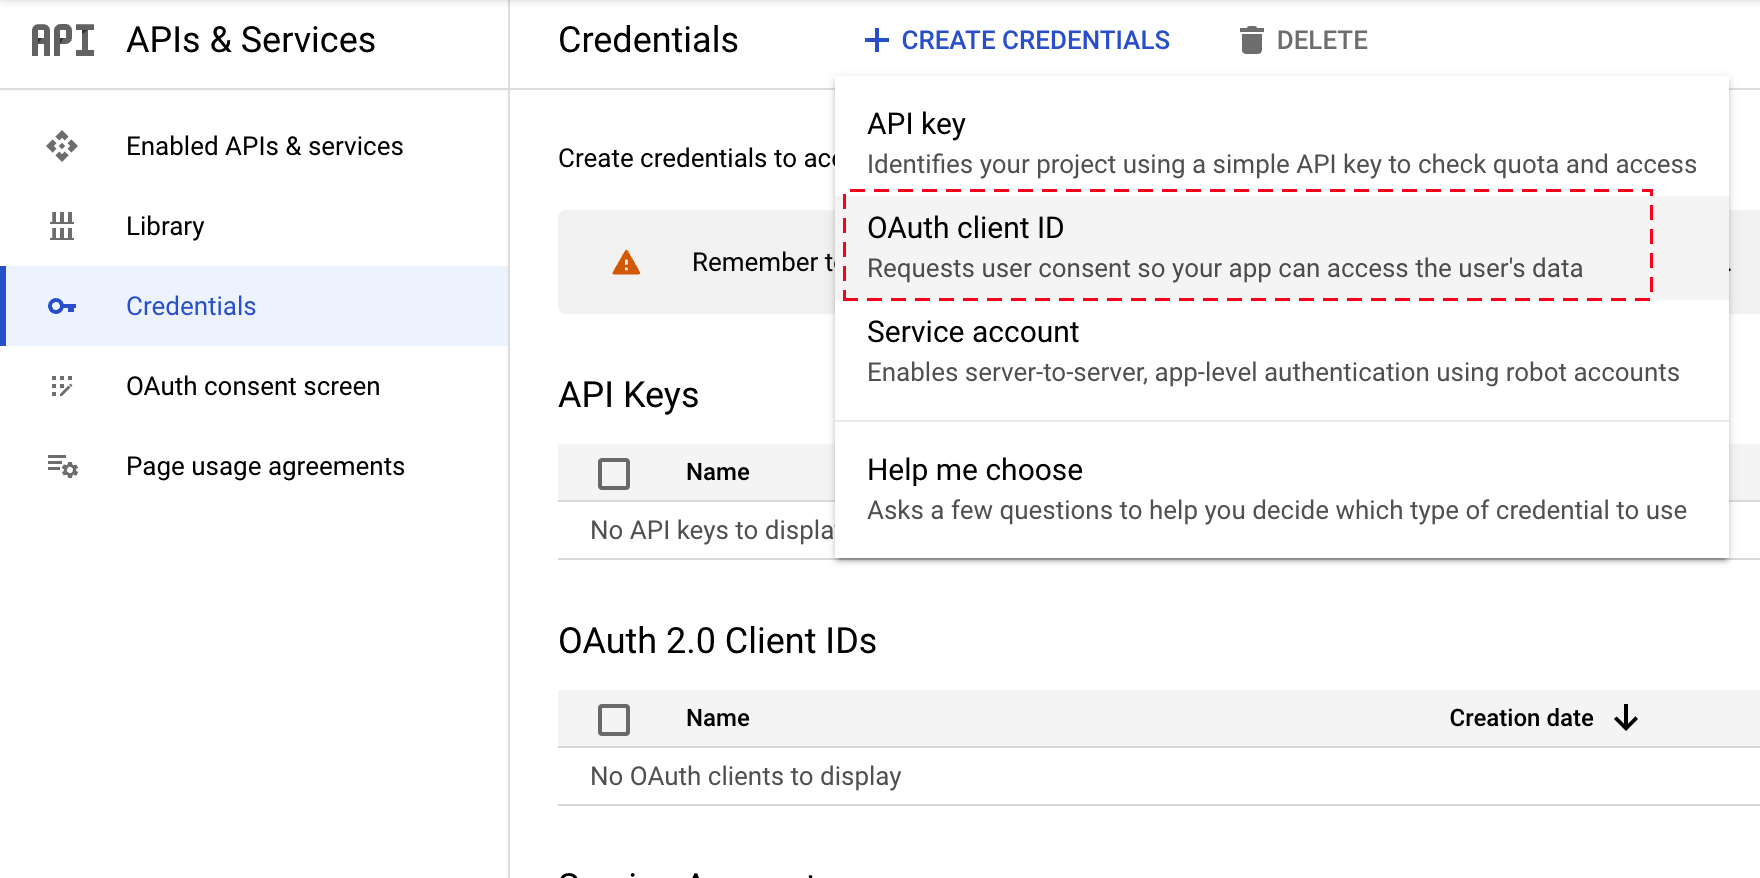 API APIs & Services
Credentials
CREATE CREDENTIALS
DELETE
Enabled APIs & services
Library
Credentials
OAuth consent screen
Page usage agreements
Create credentials to
Remember
API key
Identifies your project using a simple API key to check quota and access
OAuth client ID
Requests user consent so your app can access the user's data
Service account
Enables server-to-server, app-level authentication using robot accounts
Help me choose
Asks a few questions to help you decide which type of credential to use
API Keys
Name
No API keys to
OAuth 2.0 Client IDs
Name Creation date
No OAuth clients to display